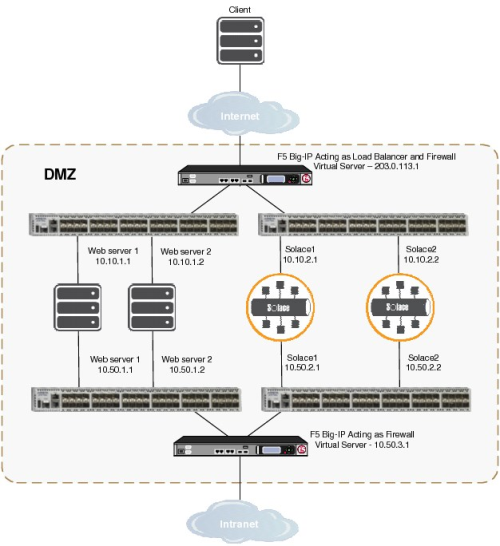 Client
Internet
F5 Big-IP Acting as Load Balancer and Firewall
Virtual Server – 203.0.113.1
DMZ
Web server 1
10.10.1.1
Web server 2
10.10.1.2
Solace1
10.10.2.1
Solace2
10.10.2.2
Solace
Solace
Web server 1
10.50.1.1
Web server 2
10.50.1.2
Solace1
10.50.2.1
Solace2
10.50.2.2
F5 Big-IP Acting as Firewall
Virtual Server - 10.50.3.1
Intranet